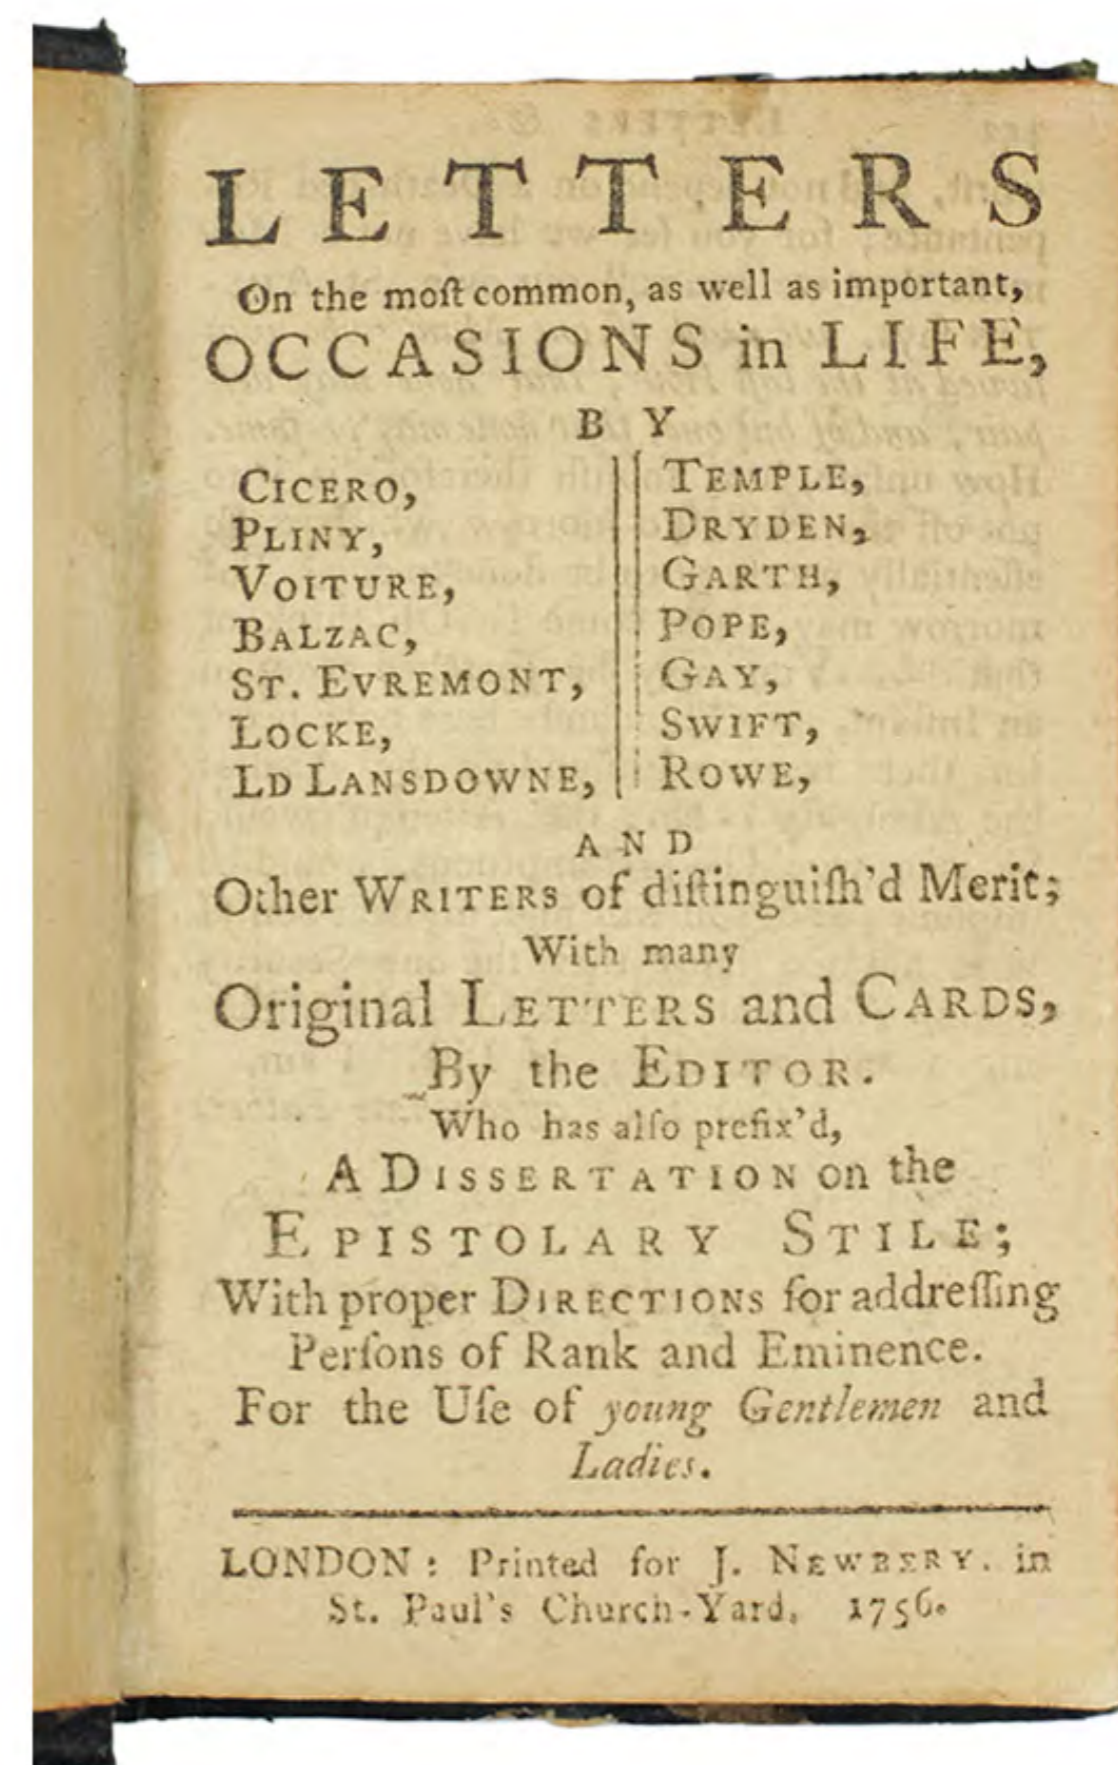 LETTERS
On the moſt common, as well as important,
OCCASIONS in LIFE,
BY
CICERO,
PLINY,
VOITURE,
BALZAC,
ST. EVREMONT,
LOCKE,
LD LANSDOWNE,
TEMPLE,
DRYDEN,
GARTH,
POPE,
GAY,
SWIFT,
ROWE,
AND
Other WRITERS of diſtinguiſh'd Merit;
With many
Original LETTERS and CARDS,
By the EDITOR.
Who has alſo prefix'd,
A DISSERTATION on the
EPISTOLARY STILE;
With proper DIRECTIONS for addreſſing
Perſons of Rank and Eminence.
For the Uſe of young Gentlemen and
Ladies.
LONDON: Printed for J. NEWBERY. in
St. Paul's Church-Yard, 1756.